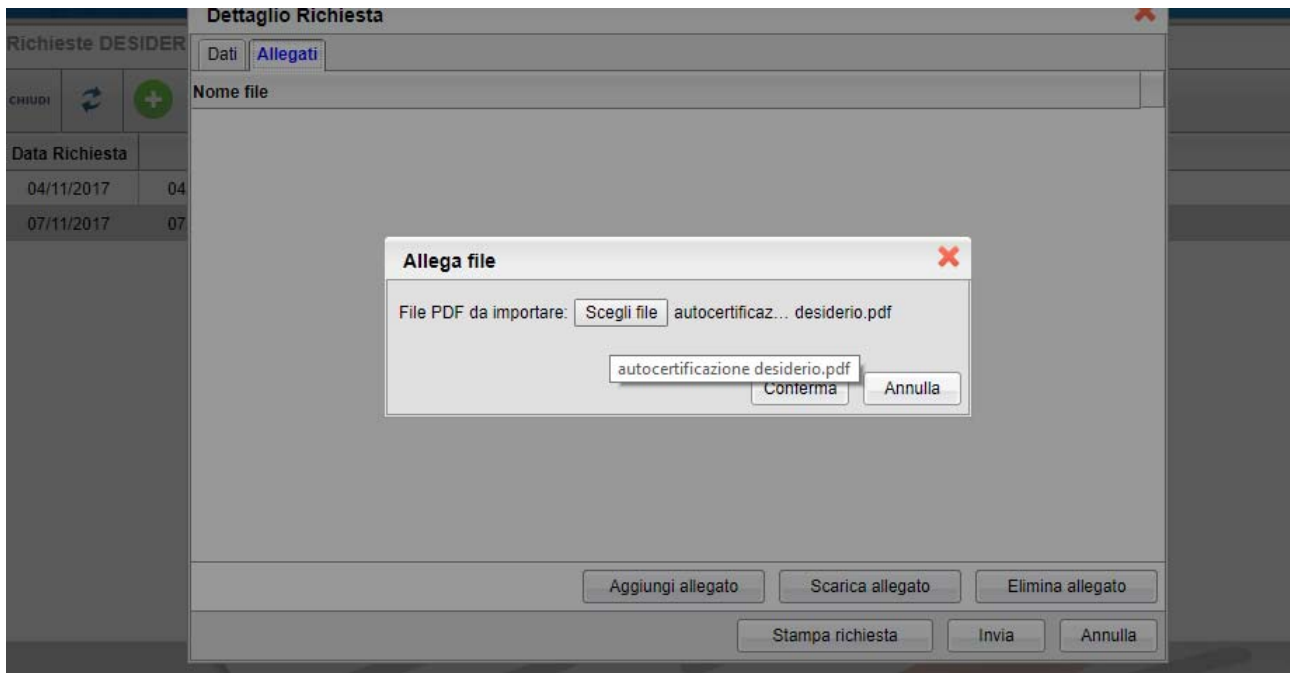 Dettaglio Richiesta
Richieste DESIDER
Dati Allegati
CHIUDI
Nome file
Data Richiesta
04/11/2017 04
07/11/2017 07
Allega file
File PDF da importare: Scegli file autocertificaz... desiderio.pdf
autocertificazione desiderio.pdf
Conferma Annulla
Aggiungi allegato Scarica allegato Elimina allegato
Stampa richiesta Invia Annulla